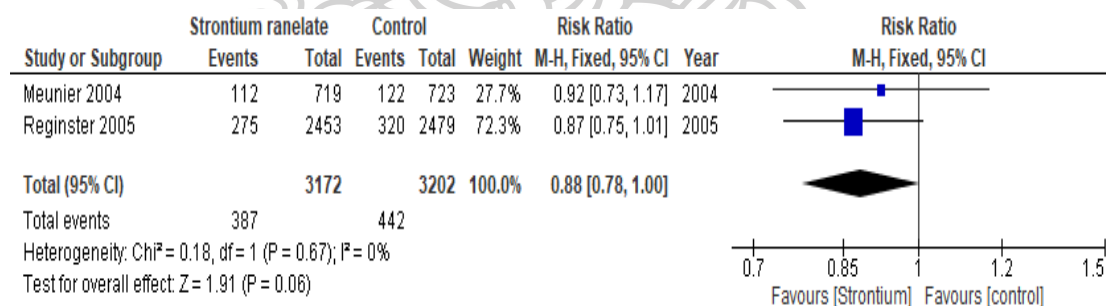 Strontium ranelate Control Risk Ratio Risk Ratio
Study or Subgroup Events Total Events Total Weight M-H, Fixed, 95% CI Year M-H, Fixed, 95% CI
Meunier 2004 112 719 122 723 27.7% 0.92 [0.73, 1.17] 2004
Reginster 2005 275 2453 320 2479 72.3% 0.87 [0.75, 1.01] 2005
Total (95% CI) 3172 3202 100.0% 0.88 [0.78, 1.00]
Total events 387 442
Heterogeneity: Chi² = 0.18, df = 1 (P = 0.67); I² = 0%
Test for overall effect: Z = 1.91 (P = 0.06)
0.7 0.85 1 1.2 1.5
Favours [Strontium] Favours [control]